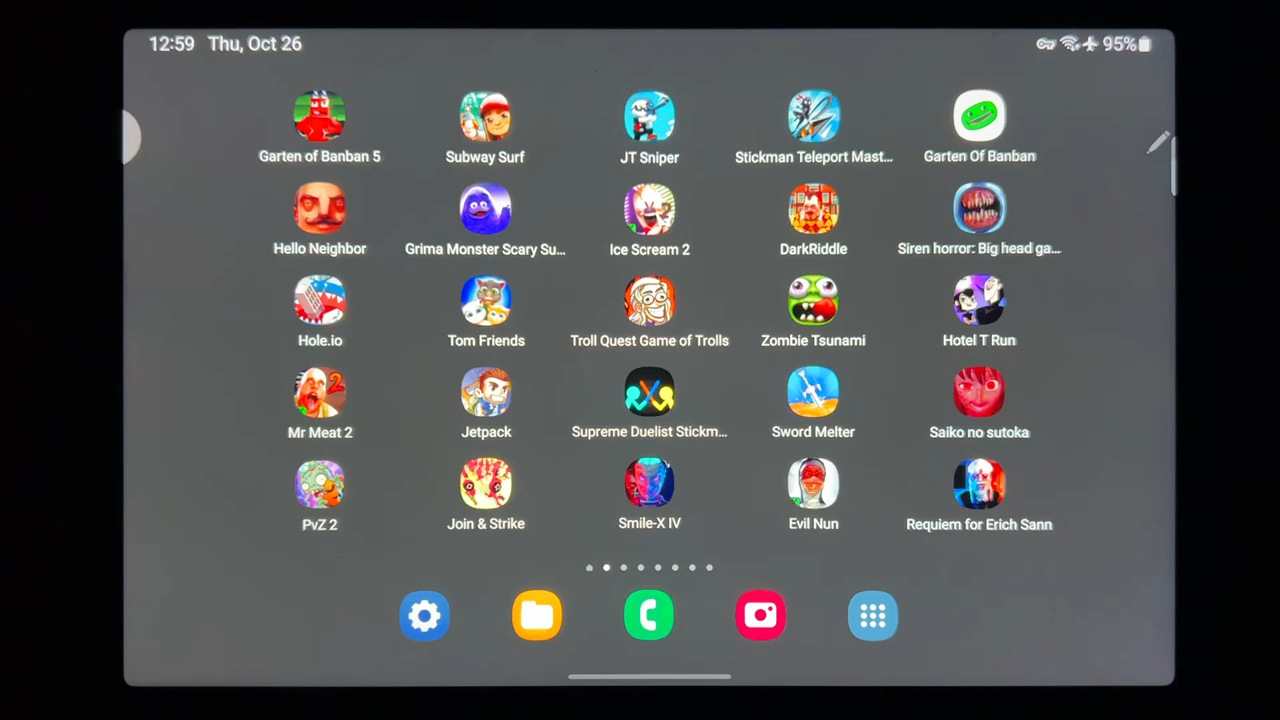 12:59 Thu, Oct 26 95%
Garten of Banban 5 Subway Surf JT Sniper Stickman Teleport Mast... Garten Of Banban
Hello Neighbor Grima Monster Scary Su... Ice Scream 2 DarkRiddle Siren horror: Big head ga...
Hole.io Tom Friends Troll Quest Game of Trolls Zombie Tsunami Hotel T Run
2
Mr Meat 2 Jetpack Supreme Duelist Stickm... Sword Melter Saiko no sutoka
PvZ 2 Join & Strike Smile-X IV Evil Nun Requiem for Erich Sann